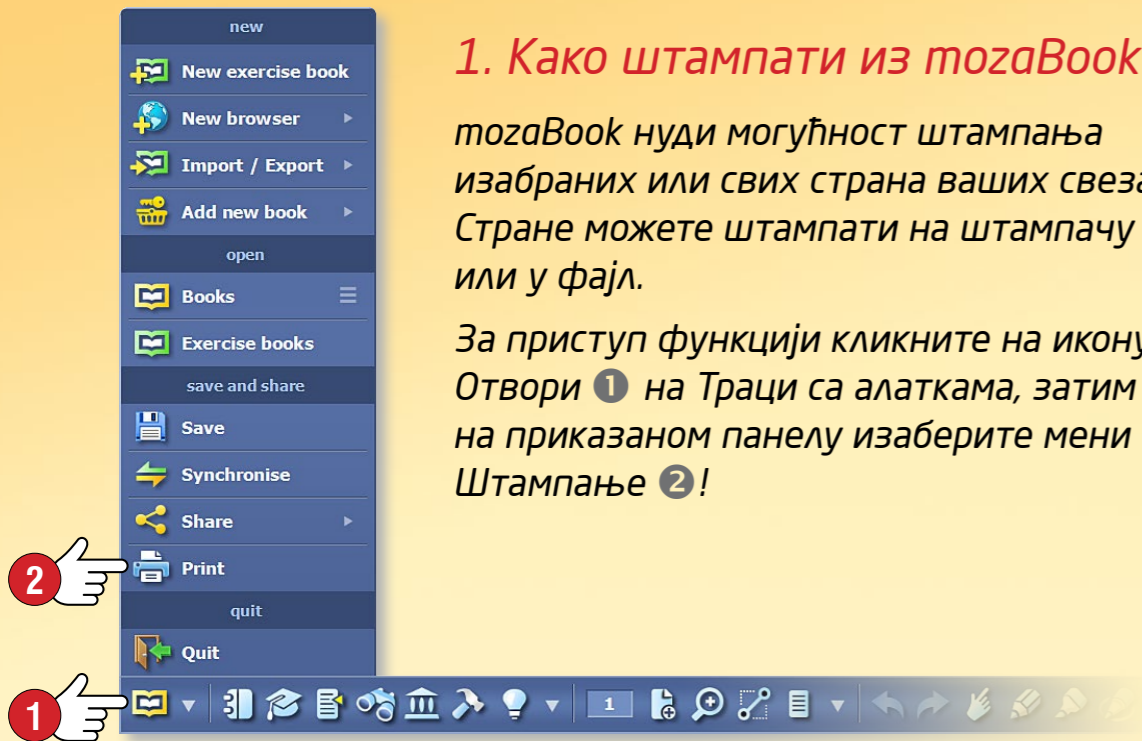 new
New exercise book
New browser
Import / Export
Add new book
open
Books
Exercise books
save and share
Save
Synchronise
Share
Print
quit
Quit
2
1
1
1. Како штампати из mozaBook
mozaBook нуди могућност штампања
изабраних или свих страна ваших свеза
Стране можете штампати на штампачу
или у фајл.
За приступ функцији кликните на икону
Отвори 1 на Траци са алаткама, затим
на приказаном панелу изаберите мени
Штампање 2!